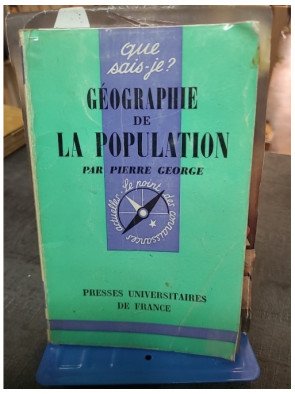 que
sais-je?
GÉOGRAPHIE
DE
LA POPULATION
PAR PIERRE GEORGE
Le point des connaissances actuelles
PRESSES UNIVERSITAIRES
DE FRANCE